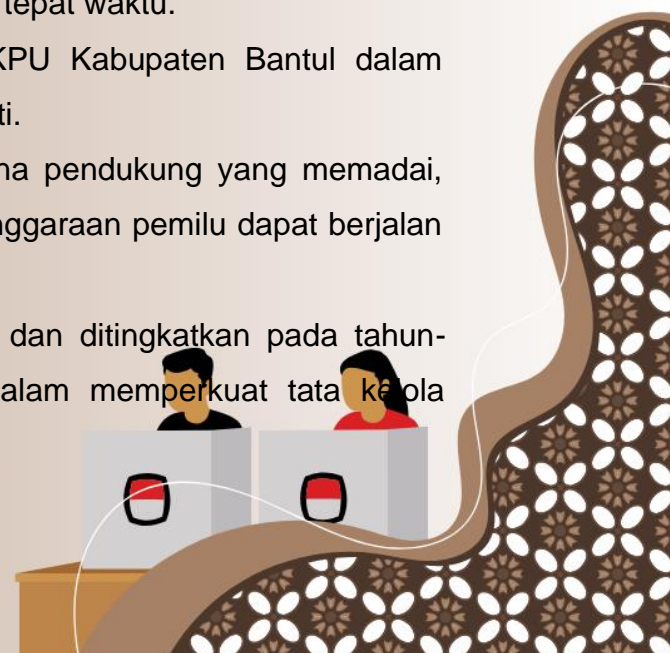 tepat waktu.
KPU Kabupaten Bantul dalam
ti.
na pendukung yang memadai,
nggaraan pemilu dapat berjalan
dan ditingkatkan pada tahun-
alam memperkuat tata kelola